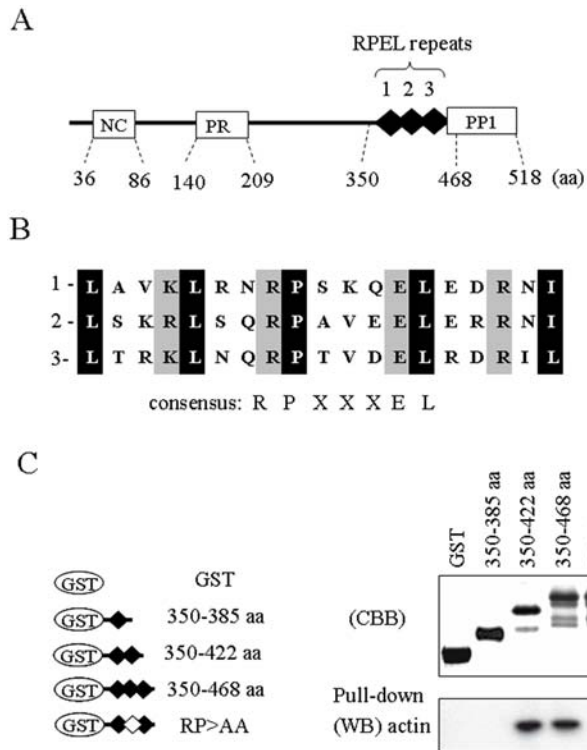 A
RPEL repeats
1 2 3
NC PR PP1
36 86 140 209 350 468 518 (aa)
B
1 - L A V K L R N R P S K Q E L E D R N I
2 - L S K R L S Q R P A V E E L E R R N I
3- L T R K L N Q R P T V D E L R D R I L
consensus: R P X X X E L
C
GST
350-385 aa
350-422 aa
350-468 aa
GST GST
GST 350-385 aa
GST 350-422 aa
GST 350-468 aa
GST RP>AA
(CBB)
Pull-down
(WB) actin